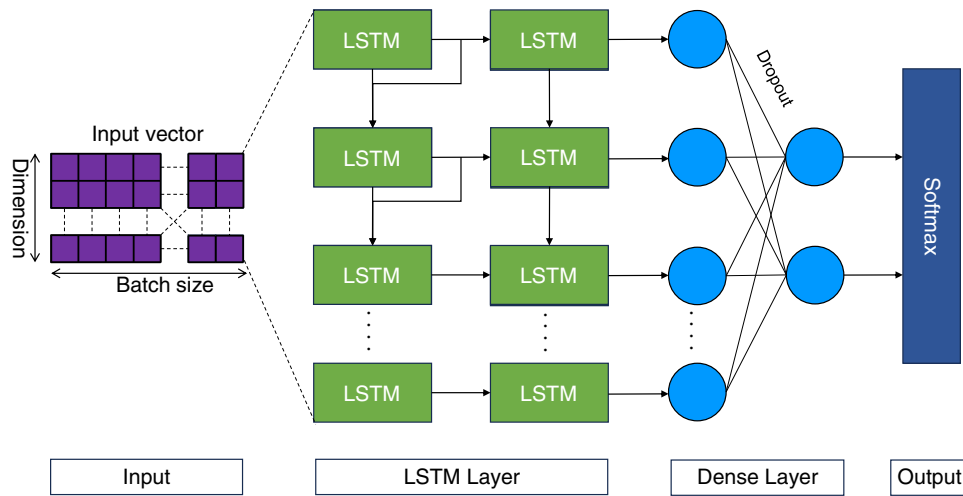 LSTM
LSTM
Dropout
Input vector
LSTM
LSTM
Dimension
Softmax
LSTM
LSTM
Batch size
LSTM
LSTM
Input
LSTM Layer
Dense Layer
Output